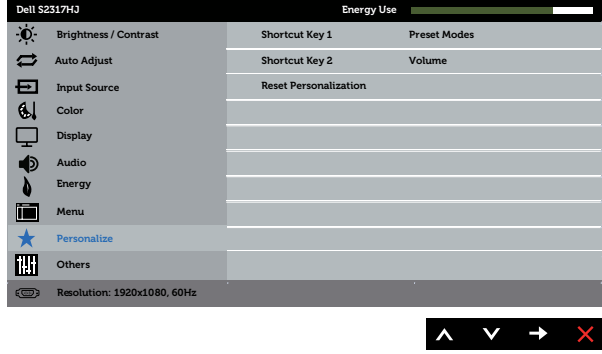 Dell S2317HJ Energy Use
Brightness / Contrast Shortcut Key 1 Preset Modes
Auto Adjust Shortcut Key 2 Volume
Input Source Reset Personalization
Color
Display
Audio
Energy
Menu
Personalize
Others
Resolution: 1920x1080, 60Hz